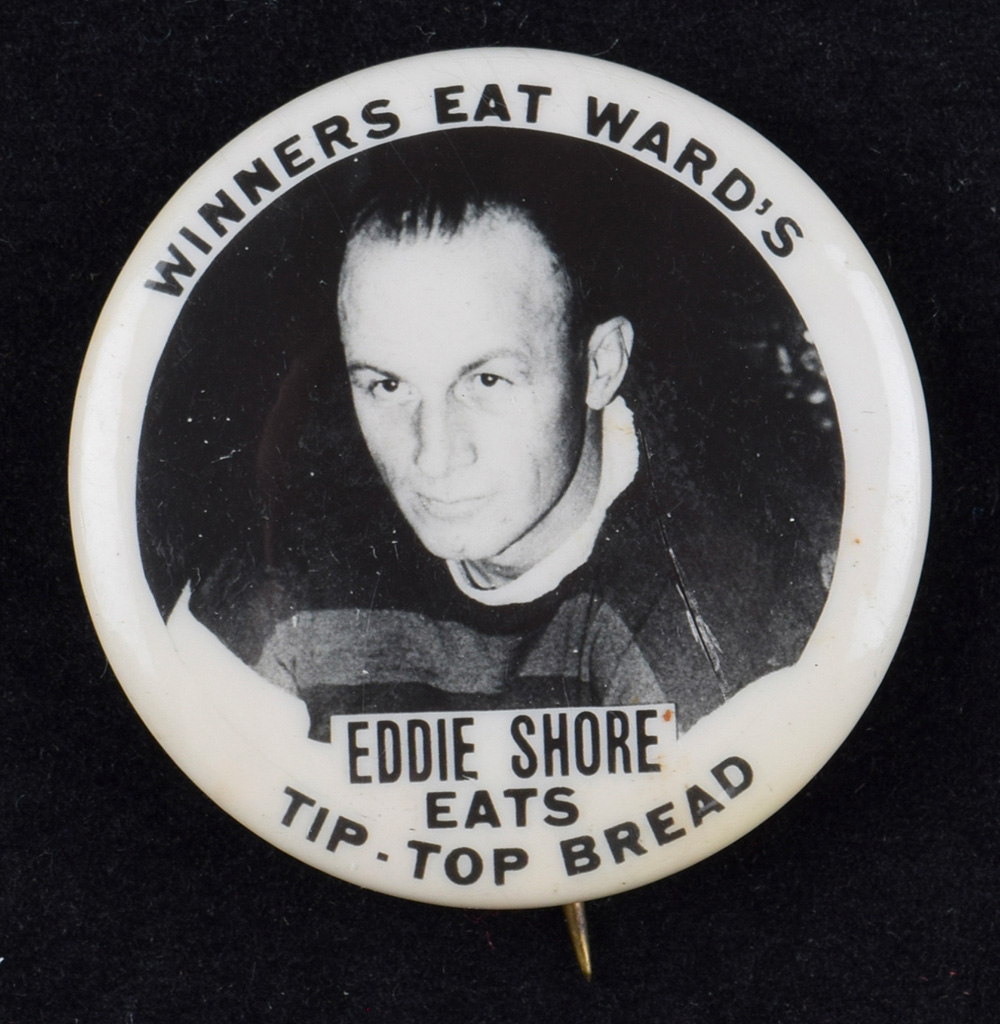 WINNERS EAT WARD'S
EDDIE SHORE
EATS
TIP-TOP BREAD